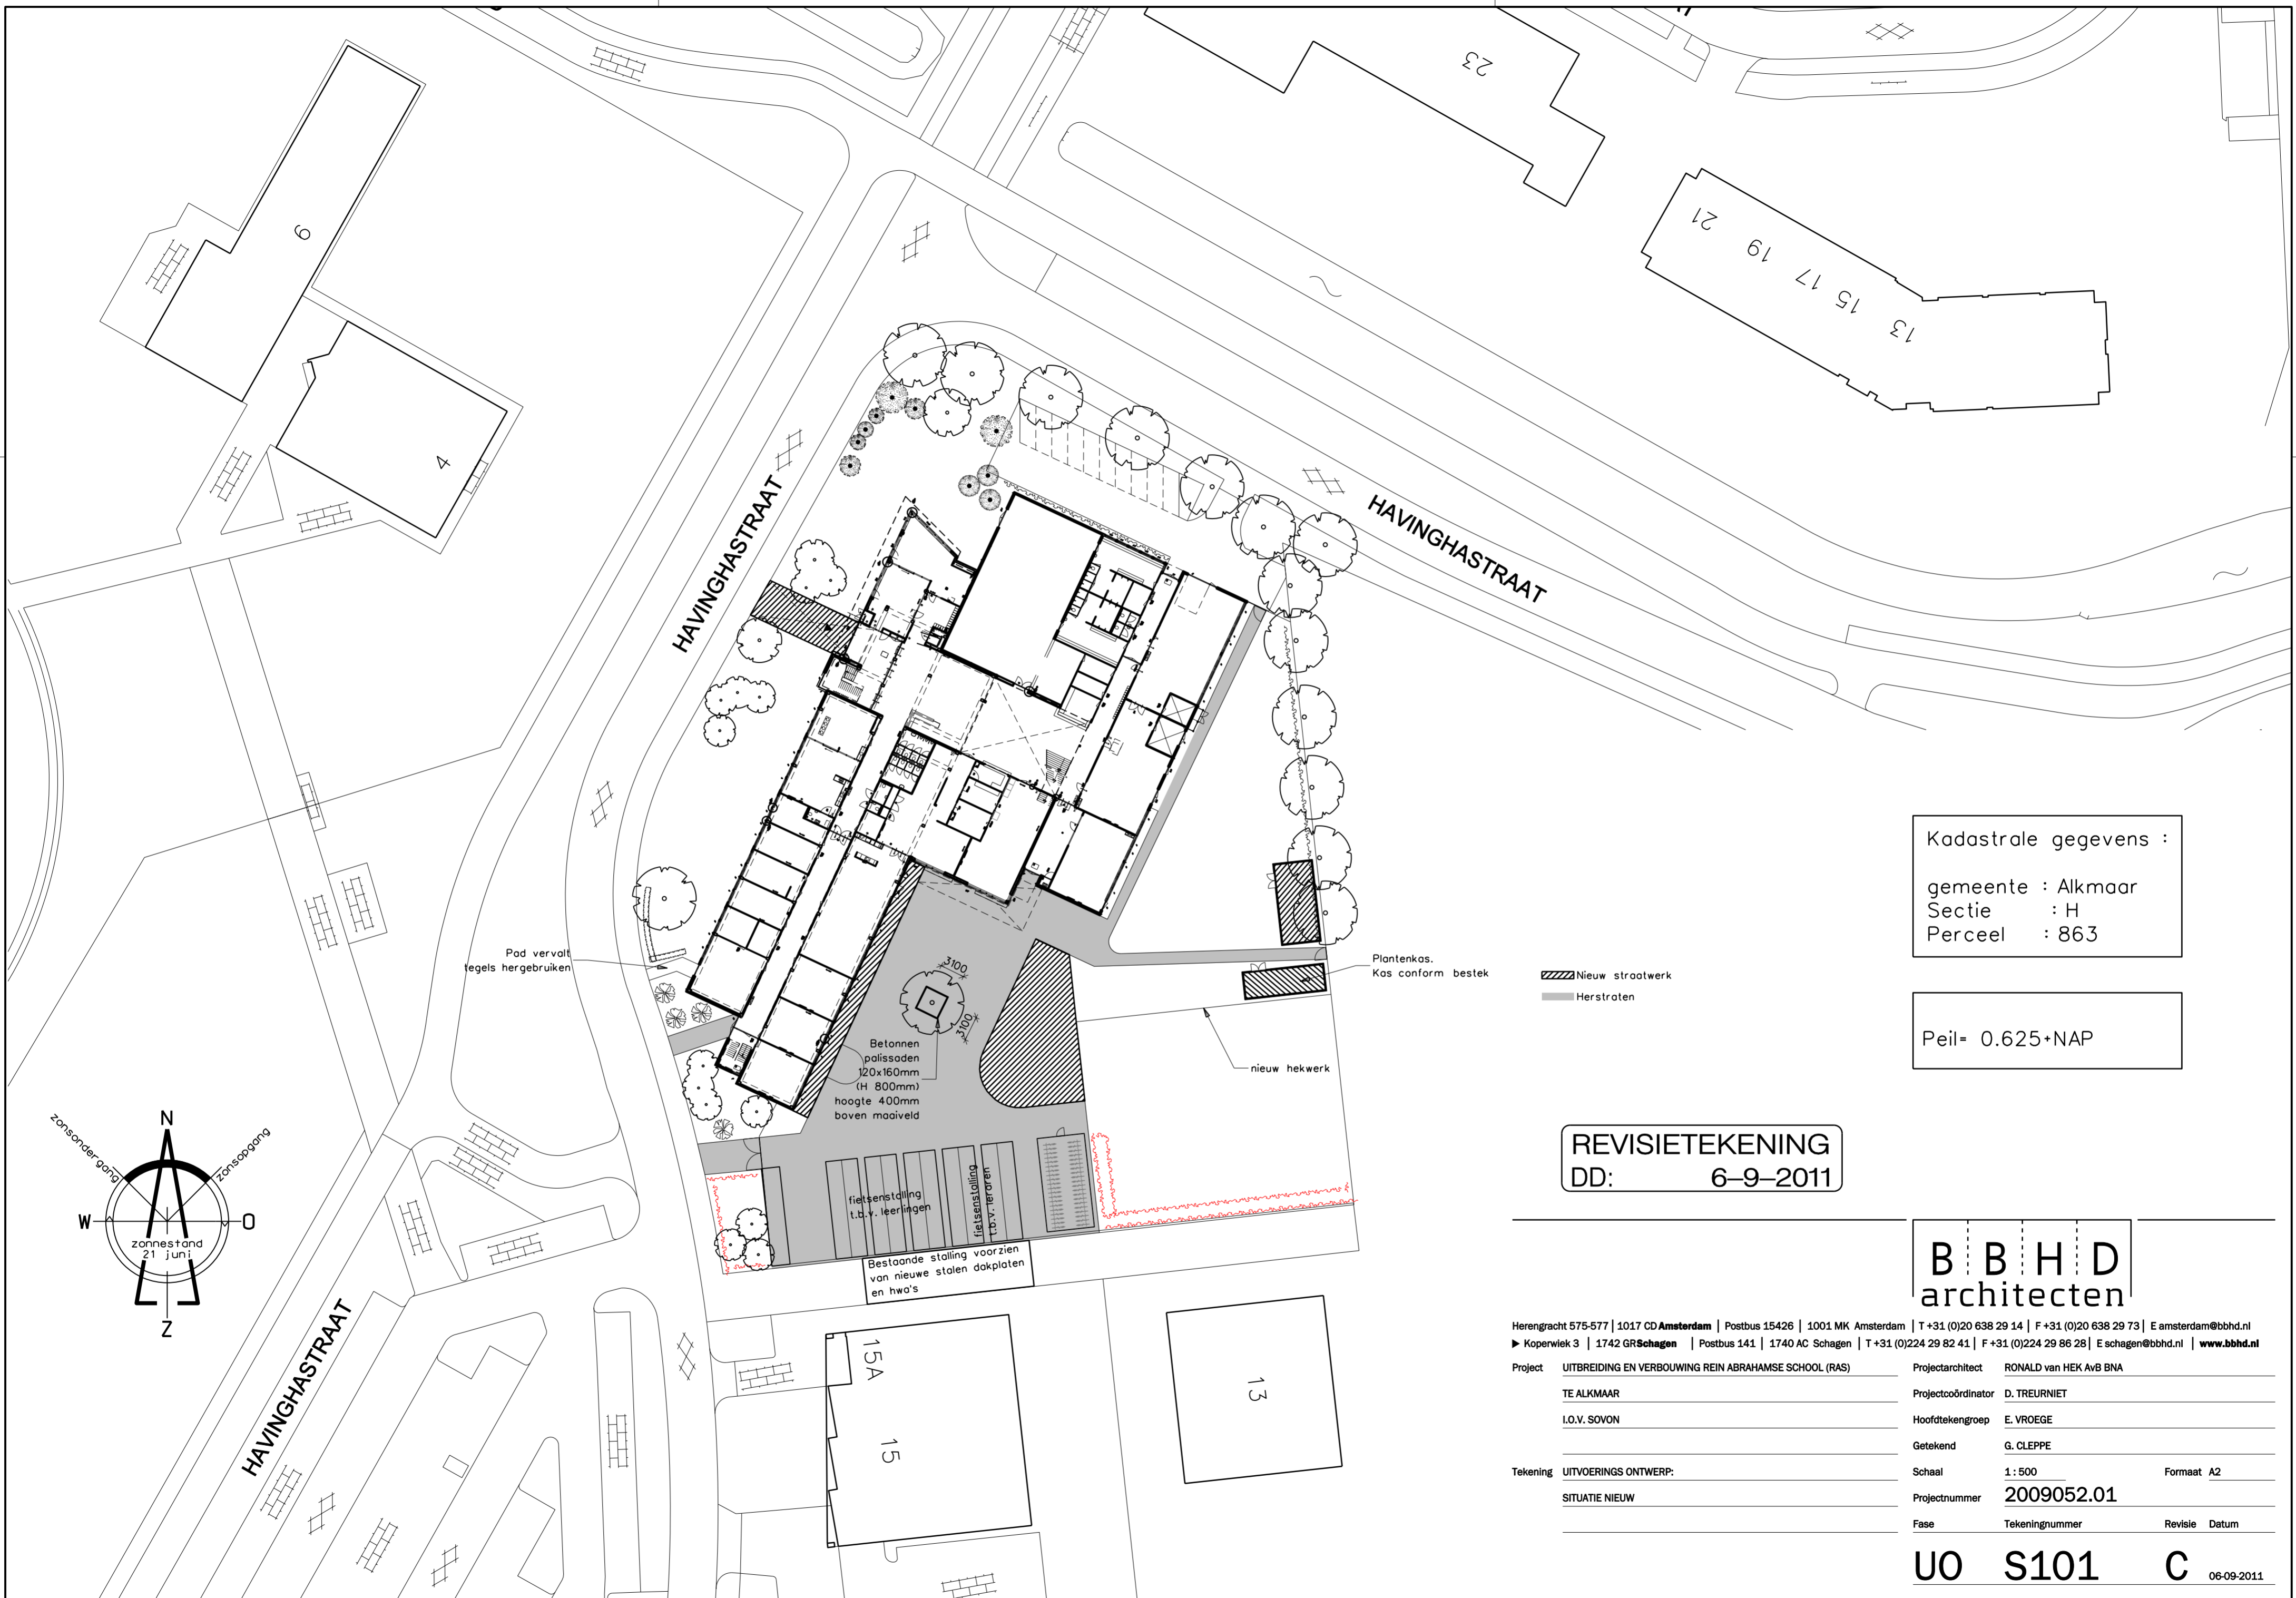 23
21
19
17
15
13
6
4
HAVINGHASTRAAT
HAVINGHASTRAAT
HAVINGHASTRAAT
Pad vervalt
tegels hergebruiken
3100
3100
Betonnen
palissaden
120x160mm
(H 800mm)
hoogte 400mm
boven maaiveld
Plantenkas.
Kas conform bestek
nieuw hekwerk
fietsenstalling
t.b.v. leerlingen
fietsenstalling
t.b.v. leraren
Bestaande stalling voorzien
van nieuwe stalen dakplaten
en hwa's
15A
15
13
N
zonsondergang
zonsopgang
W
O
zonnestand
21 juni
Z
Nieuw straatwerk
Herstraten
Kadastrale gegevens :
gemeente : Alkmaar
Sectie : H
Perceel : 863
Peil= 0.625+NAP
REVISIETEKENING
DD: 6-9-2011
B B H D
architecten
Herengracht 575-577 | 1017 CD Amsterdam | Postbus 15426 | 1001 MK Amsterdam | T +31 (0)20 638 29 14 | F +31 (0)20 638 29 73 | E amsterdam@bbhd.nl
▶ Koperwiek 3 | 1742 GR Schagen | Postbus 141 | 1740 AC Schagen | T +31 (0)224 29 82 41 | F +31 (0)224 29 86 28 | E schagen@bbhd.nl | www.bbhd.nl
Project UITBREIDING EN VERBOUWING REIN ABRAHAMSE SCHOOL (RAS)
TE ALKMAAR
I.O.V. SOVON
Projectarchitect RONALD van HEK AvB BNA
Projectcoördinator D. TREURNIET
Hoofdtekengroep E. VROEGE
Getekend G. CLEPPE
Tekening UITVOERINGS ONTWERP:
SITUATIE NIEUW
Schaal 1 : 500 Formaat A2
Projectnummer 2009052.01
Fase Tekeningnummer Revisie Datum
UO S101 C 06-09-2011